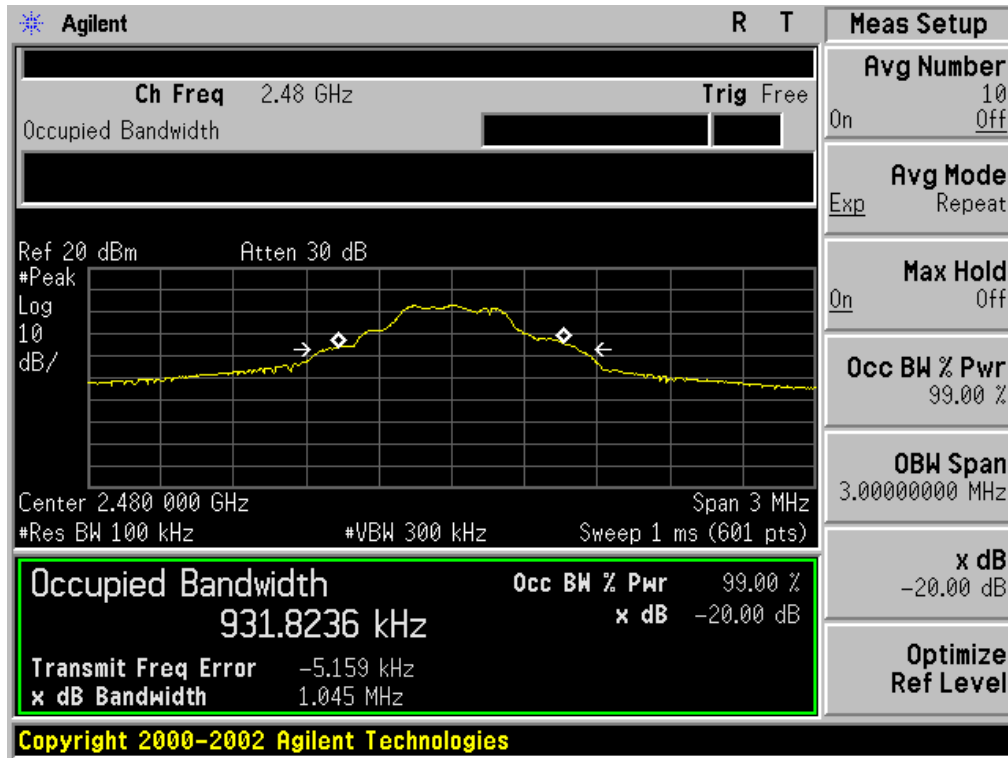 Agilent R T
Ch Freq 2.48 GHz Trig Free
Occupied Bandwidth
Ref 20 dBm Atten 30 dB
#Peak
Log
10
dB/
Center 2.480 000 GHz Span 3 MHz
#Res BW 100 kHz #VBW 300 kHz Sweep 1 ms (601 pts)
Occupied Bandwidth
931.8236 kHz
Occ BW % Pwr 99.00 %
x dB -20.00 dB
Transmit Freq Error -5.159 kHz
x dB Bandwidth 1.045 MHz
Copyright 2000-2002 Agilent Technologies
Meas Setup
Avg Number
10
On Off
Avg Mode
Exp Repeat
Max Hold
On Off
Occ BW % Pwr
99.00 %
OBW Span
3.00000000 MHz
x dB
-20.00 dB
Optimize
Ref Level